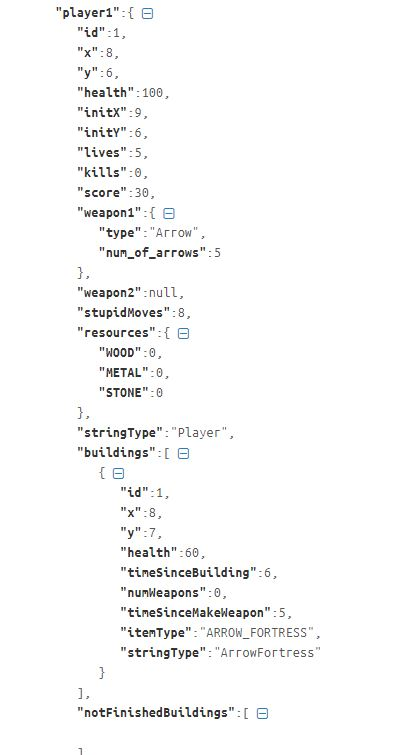 "player1":{
"id":1,
"x":8,
"y":6,
"health":100,
"initX":9,
"initY":6,
"lives":5,
"kills":0,
"score":30,
"weapon1":{
"type":"Arrow",
"num_of_arrows":5
},
"weapon2":null,
"stupidMoves":8,
"resources":{
"WOOD":0,
"METAL":0,
"STONE":0
},
"stringType":"Player",
"buildings":[
{
"id":1,
"x":8,
"y":7,
"health":60,
"timeSinceBuilding":6,
"numWeapons":0,
"timeSinceMakeWeapon":5,
"itemType":"ARROW_FORTRESS",
"stringType":"ArrowFortress"
}
],
"notFinishedBuildings":[
]